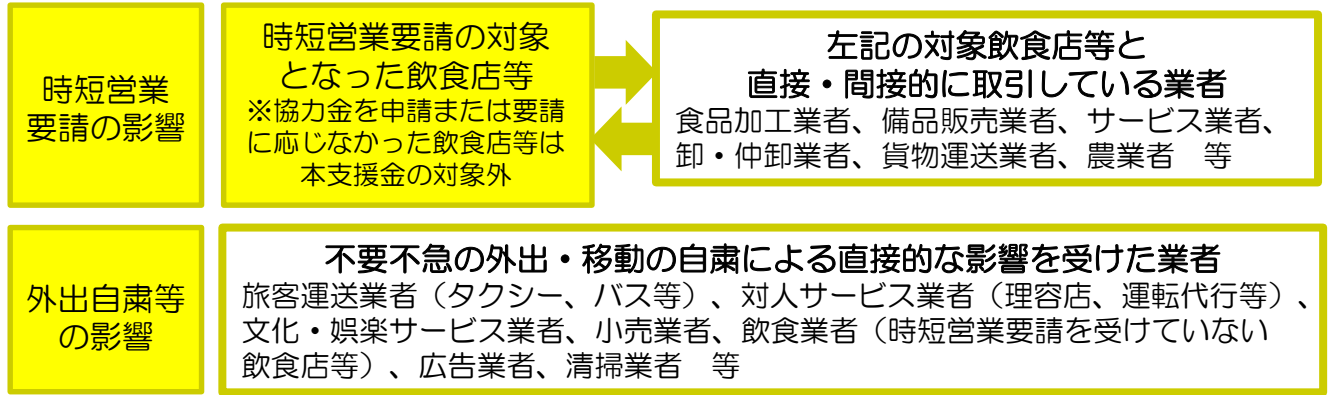 時短営業
要請の影響
時短営業要請の対象
となった飲食店等
※協力金を申請または要請
に応じなかった飲食店等は
本支援金の対象外
左記の対象飲食店等と
直接・間接的に取引している業者
食品加工業者、備品販売業者、サービス業者、
卸・仲卸業者、貨物運送業者、農業者　等
外出自粛等
の影響
不要不急の外出・移動の自粛による直接的な影響を受けた業者
旅客運送業者（タクシー、バス等）、対人サービス業者（理容店、運転代行等）、
文化・娯楽サービス業者、小売業者、飲食業者（時短営業要請を受けていない
飲食店等）、広告業者、清掃業者　等